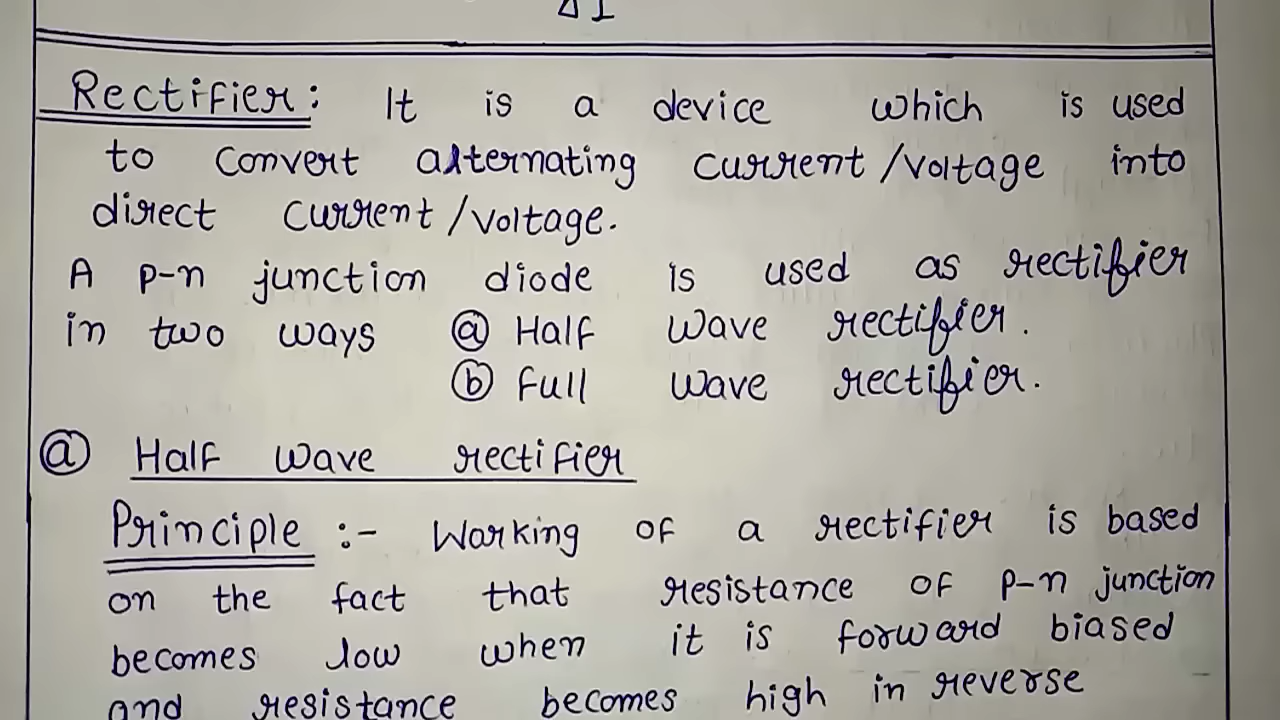 ΔI
Rectifier: It is a device which is used
to convert alternating current/voltage into
direct current/voltage.
A p-n junction diode is used as rectifier
in two ways ⓐ Half wave rectifier.
ⓑ Full wave rectifier.
ⓐ Half wave rectifier
Principle :- Working of a rectifier is based
on the fact that resistance of p-n junction
becomes low when it is forward biased
and resistance becomes high in reverse